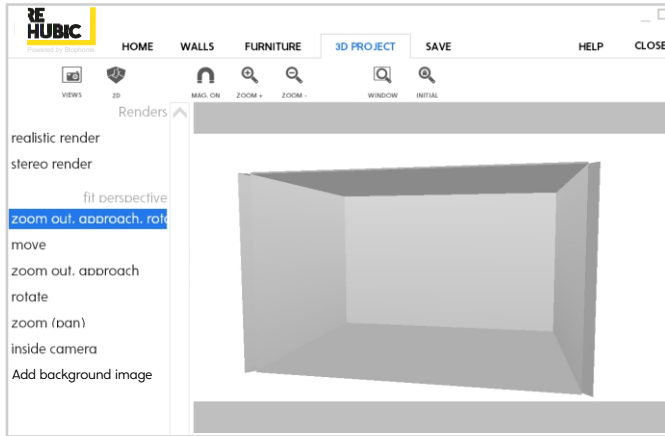 RE
HUBIC
Powered by Blophome
HOME WALLS FURNITURE 3D PROJECT SAVE HELP CLOSE
VIEWS 2D MAG. ON ZOOM + ZOOM - WINDOW INITIAL
Renders
realistic render
stereo render
fit perspective
zoom out, approach, rota
move
zoom out, approach
rotate
zoom (pan)
inside camera
Add background image